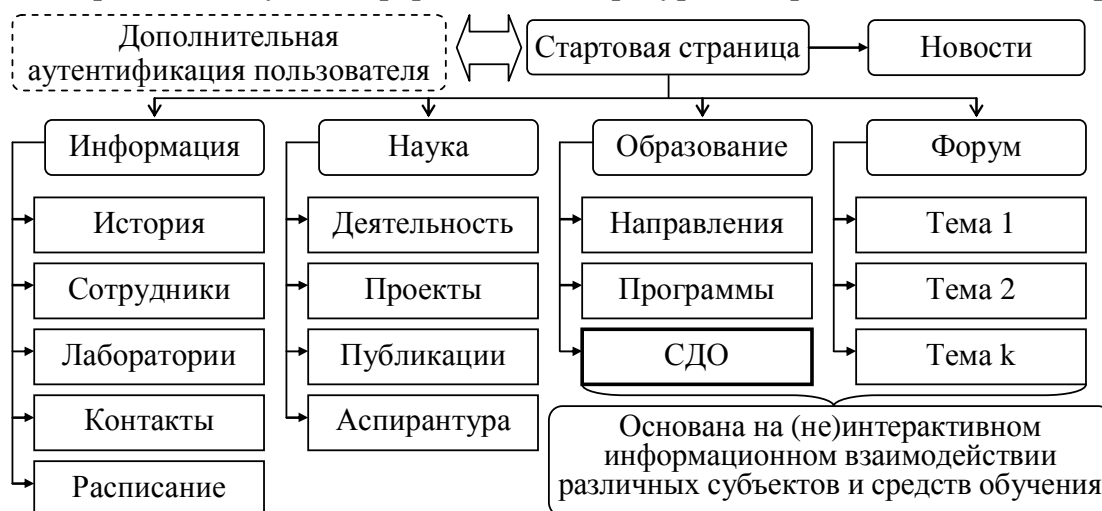 Дополнительная
аутентификация пользователя
Стартовая страница
Новости
Информация
Наука
Образование
Форум
История
Деятельность
Направления
Тема 1
Сотрудники
Проекты
Программы
Тема 2
Лаборатории
Публикации
СДО
Тема k
Контакты
Аспирантура
Основана на (не)интерактивном
информационном взаимодействии
различных субъектов и средств обучения
Расписание